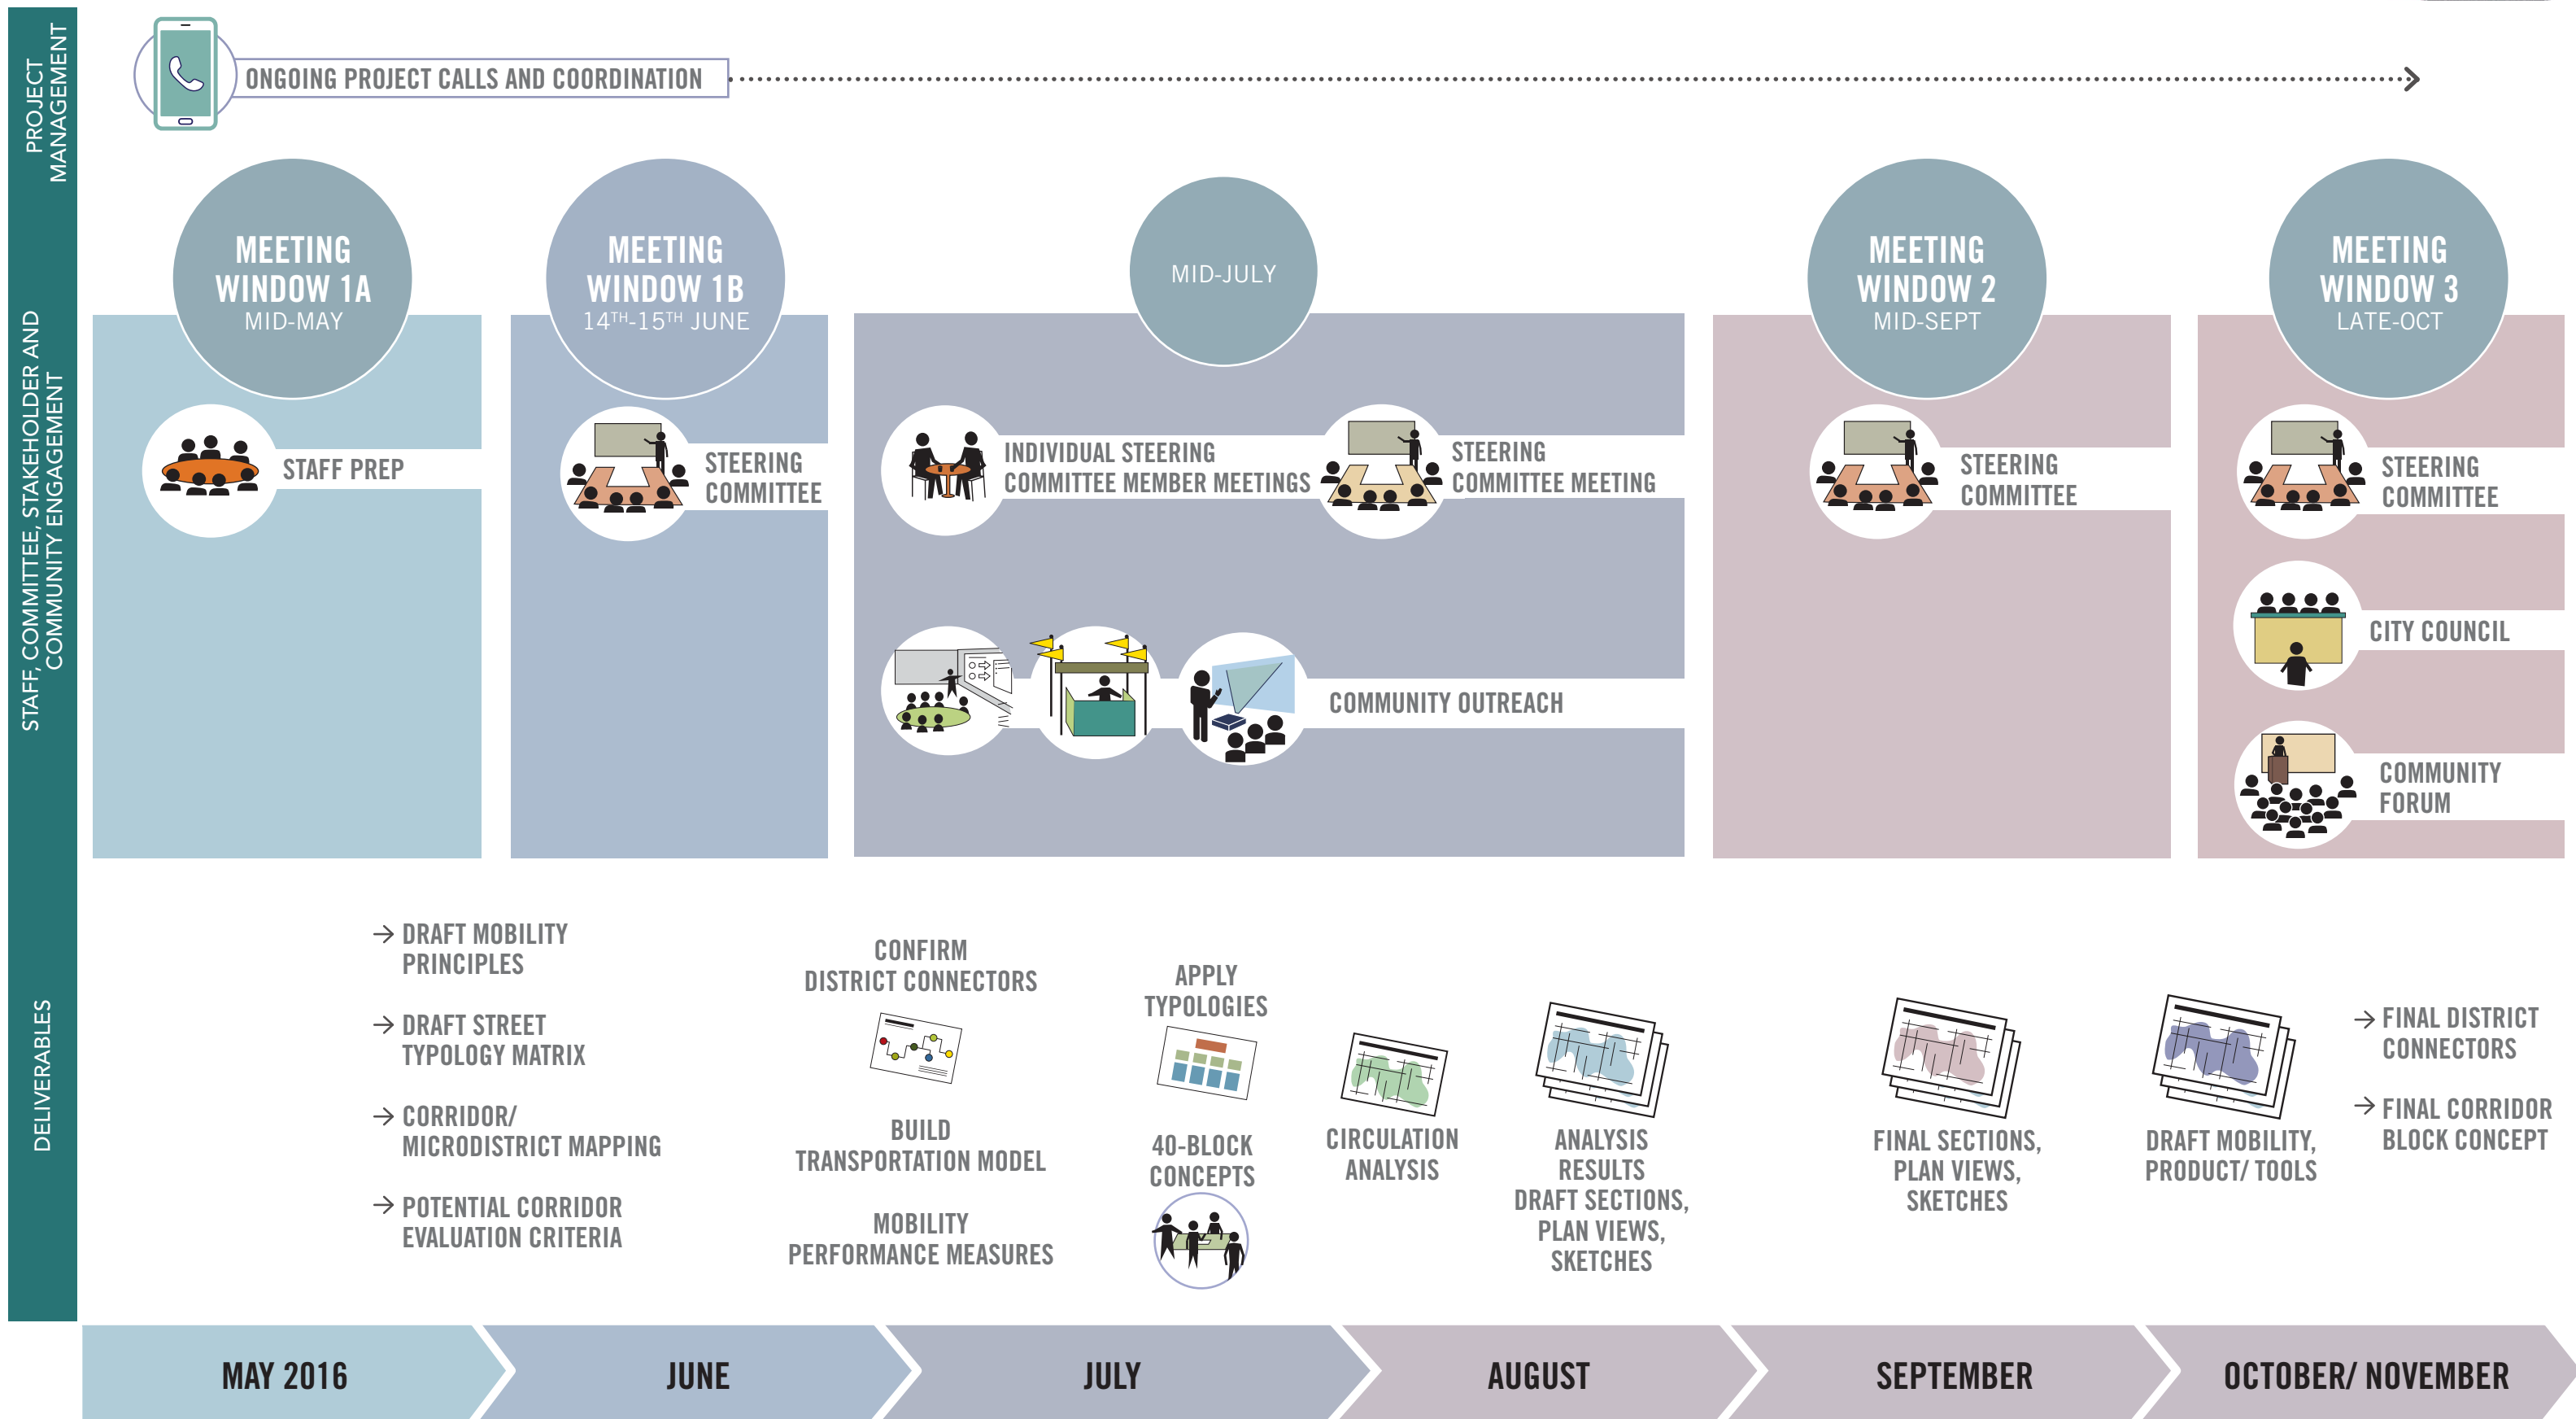 PROJECT
MANAGEMENT
ONGOING PROJECT CALLS AND COORDINATION
STAFF, COMMITTEE, STAKEHOLDER AND
COMMUNITY ENGAGEMENT
MEETING
WINDOW 1A
MID-MAY
STAFF PREP
MEETING
WINDOW 1B
14TH-15TH JUNE
STEERING
COMMITTEE
MID-JULY
INDIVIDUAL STEERING
COMMITTEE MEMBER MEETINGS
STEERING
COMMITTEE MEETING
COMMUNITY OUTREACH
MEETING
WINDOW 2
MID-SEPT
STEERING
COMMITTEE
MEETING
WINDOW 3
LATE-OCT
STEERING
COMMITTEE
CITY COUNCIL
COMMUNITY
FORUM
DELIVERABLES
→ DRAFT MOBILITY
PRINCIPLES
→ DRAFT STREET
TYPOLOGY MATRIX
→ CORRIDOR/
MICRODISTRICT MAPPING
→ POTENTIAL CORRIDOR
EVALUATION CRITERIA
CONFIRM
DISTRICT CONNECTORS
BUILD
TRANSPORTATION MODEL
MOBILITY
PERFORMANCE MEASURES
APPLY
TYPOLOGIES
40-BLOCK
CONCEPTS
CIRCULATION
ANALYSIS
ANALYSIS
RESULTS
DRAFT SECTIONS,
PLAN VIEWS,
SKETCHES
FINAL SECTIONS,
PLAN VIEWS,
SKETCHES
DRAFT MOBILITY,
PRODUCT/ TOOLS
→ FINAL DISTRICT
CONNECTORS
→ FINAL CORRIDOR
BLOCK CONCEPT
MAY 2016
JUNE
JULY
AUGUST
SEPTEMBER
OCTOBER/ NOVEMBER